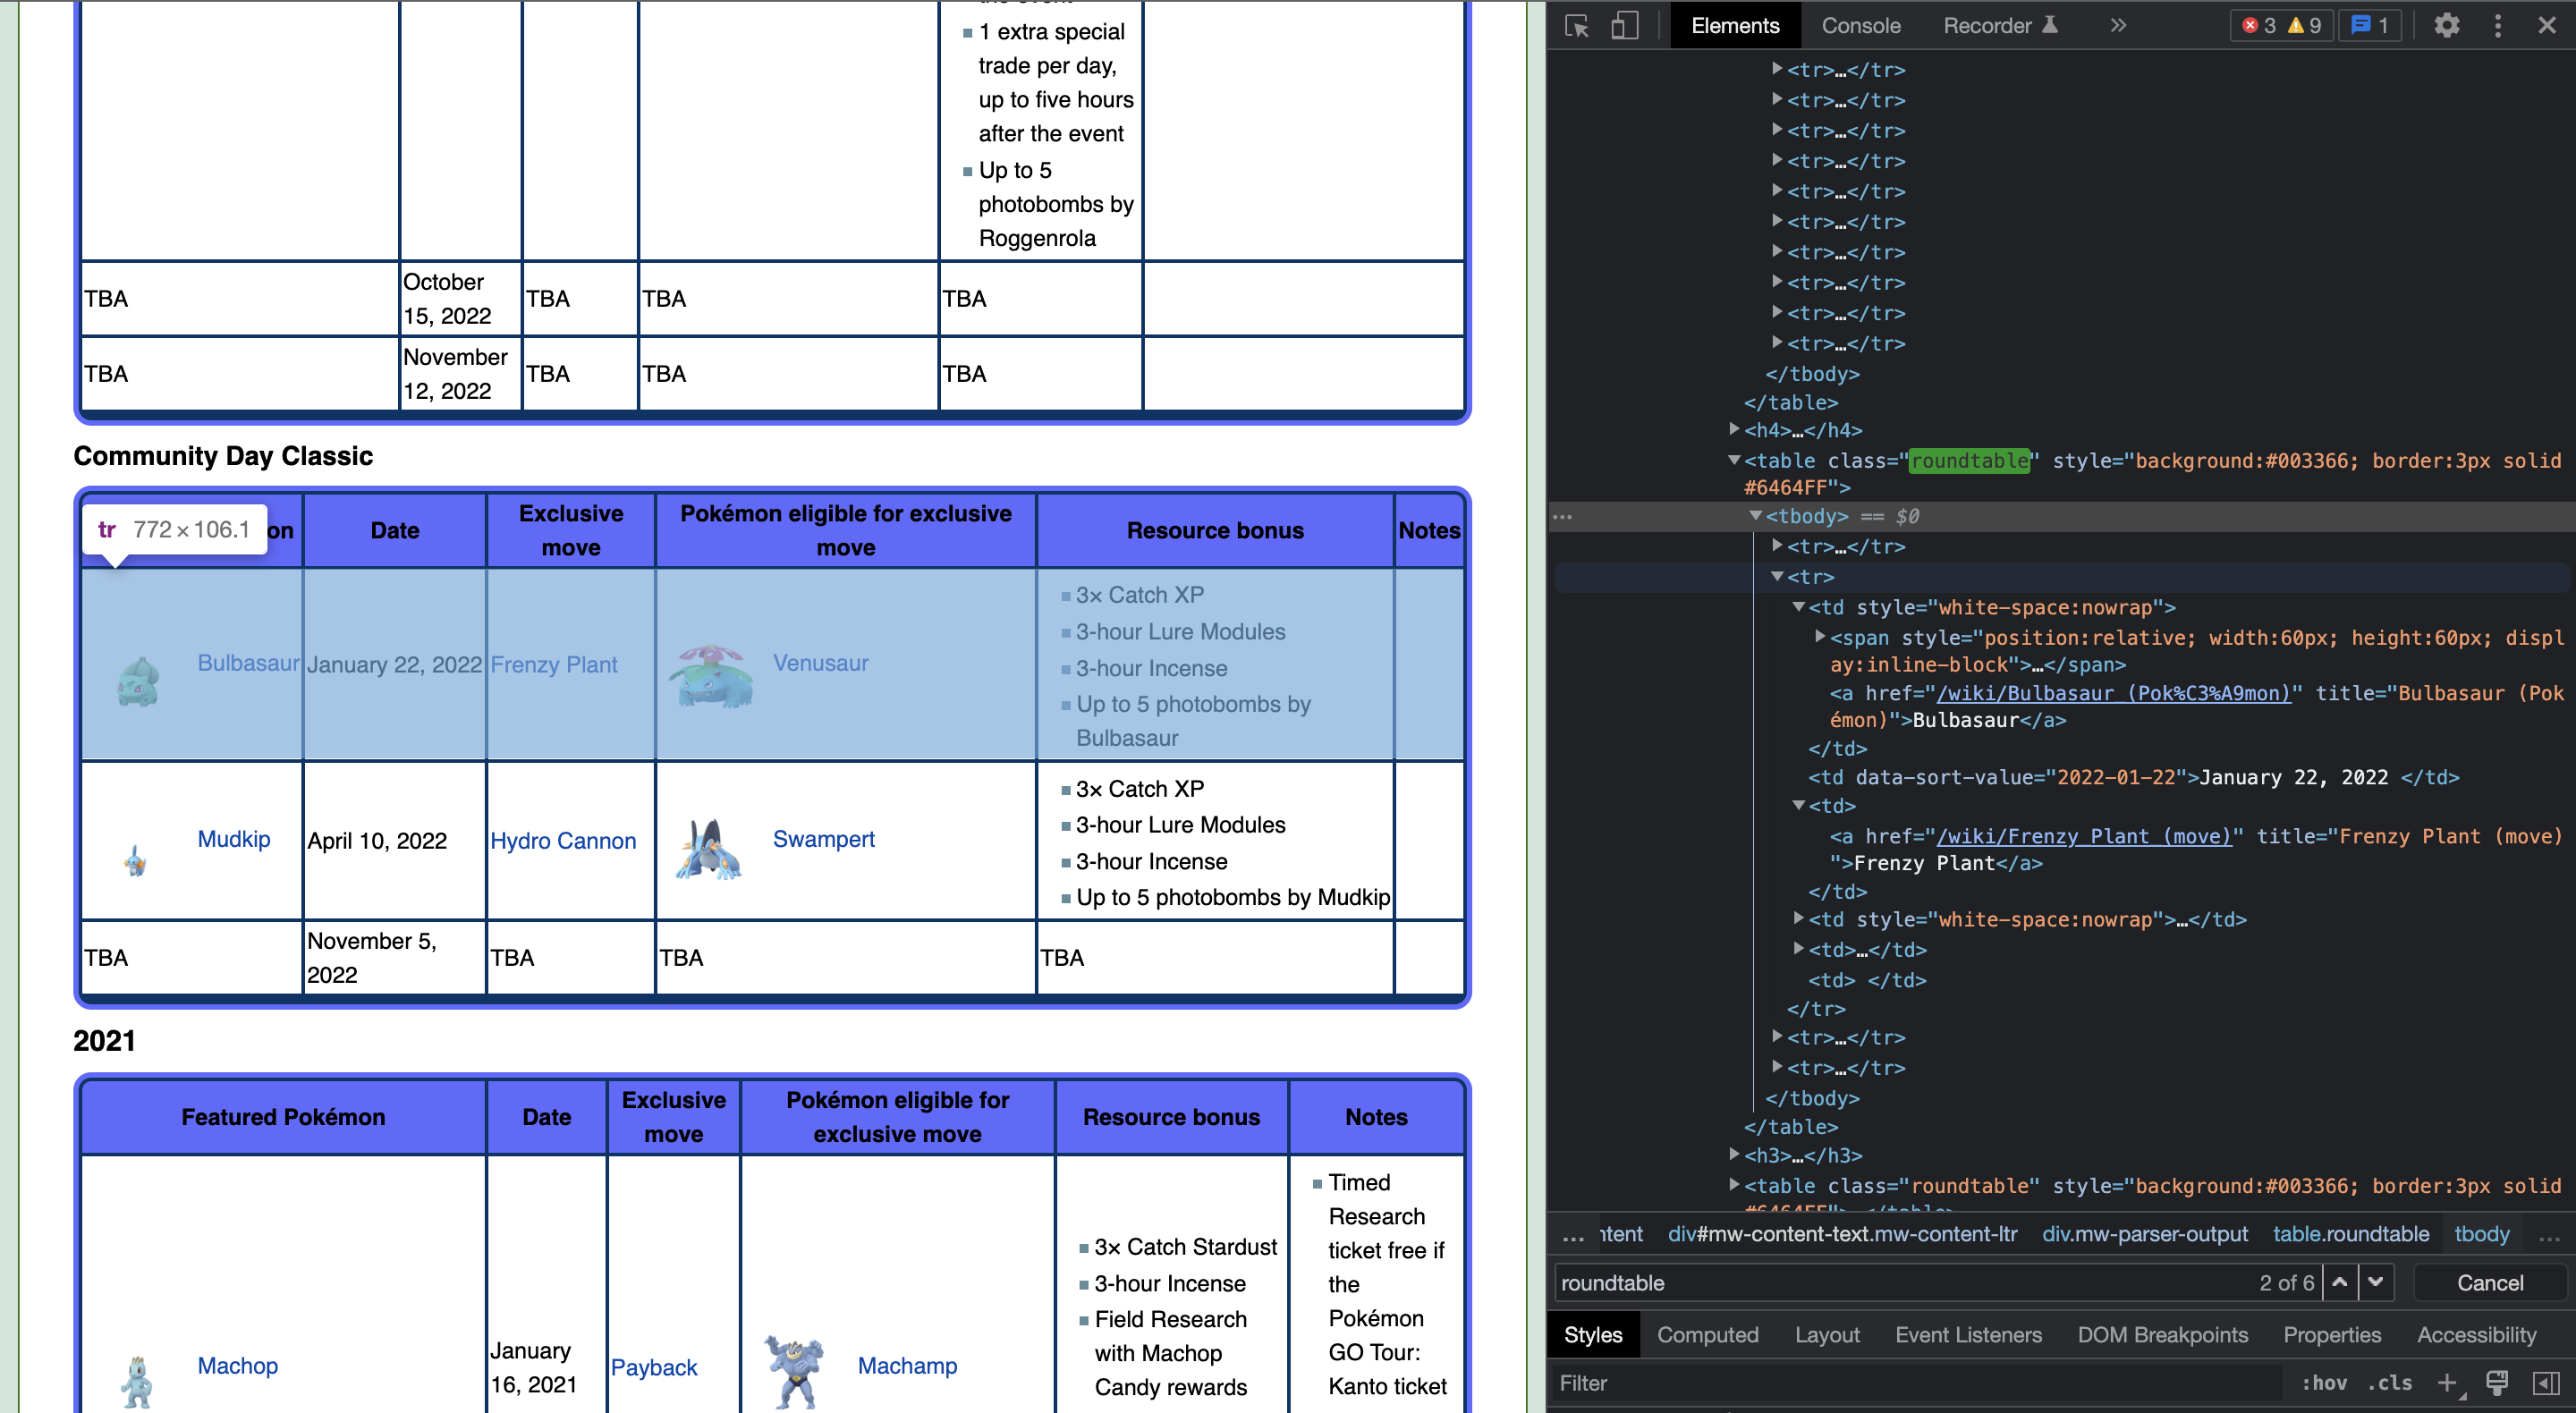 1 extra special
trade per day,
up to five hours
after the event
Up to 5
photobombs by
Roggenrola
TBA
October
15, 2022
TBA
TBA
TBA
TBA
November
12, 2022
TBA
TBA
TBA
Community Day Classic
tr 772 × 106.1
on
Date
Exclusive
move
Pokémon eligible for exclusive
move
Resource bonus
Notes
Bulbasaur
January 22, 2022
Frenzy Plant
Venusaur
3× Catch XP
3-hour Lure Modules
3-hour Incense
Up to 5 photobombs by
Bulbasaur
Mudkip
April 10, 2022
Hydro Cannon
Swampert
3× Catch XP
3-hour Lure Modules
3-hour Incense
Up to 5 photobombs by Mudkip
TBA
November 5,
2022
TBA
TBA
TBA
2021
Featured Pokémon
Date
Exclusive
move
Pokémon eligible for
exclusive move
Resource bonus
Notes
Machop
January
16, 2021
Payback
Machamp
3× Catch Stardust
3-hour Incense
Field Research
with Machop
Candy rewards
Timed
Research
ticket free if
the
Pokémon
GO Tour:
Kanto ticket
Elements
Console
Recorder
»
3
9
1
<tr>…</tr>
<tr>…</tr>
<tr>…</tr>
<tr>…</tr>
<tr>…</tr>
<tr>…</tr>
<tr>…</tr>
<tr>…</tr>
<tr>…</tr>
<tr>…</tr>
</tbody>
</table>
<h4>…</h4>
<table class="roundtable" style="background:#003366; border:3px solid
#6464FF">
… <tbody> == $0
<tr>…</tr>
<tr>
<td style="white-space:nowrap">
<span style="position:relative; width:60px; height:60px; displ
ay:inline-block">…</span>
<a href="/wiki/Bulbasaur_(Pok%C3%A9mon)" title="Bulbasaur (Pok
émon)">Bulbasaur</a>
</td>
<td data-sort-value="2022-01-22">January 22, 2022 </td>
<td>
<a href="/wiki/Frenzy_Plant_(move)" title="Frenzy Plant (move)
">Frenzy Plant</a>
</td>
<td style="white-space:nowrap">…</td>
<td>…</td>
<td> </td>
</tr>
<tr>…</tr>
<tr>…</tr>
</tbody>
</table>
<h3>…</h3>
<table class="roundtable" style="background:#003366; border:3px solid
… ntent div#mw-content-text.mw-content-ltr div.mw-parser-output table.roundtable tbody …
roundtable
2 of 6
Cancel
Styles
Computed
Layout
Event Listeners
DOM Breakpoints
Properties
Accessibility
Filter
:hov
.cls
+